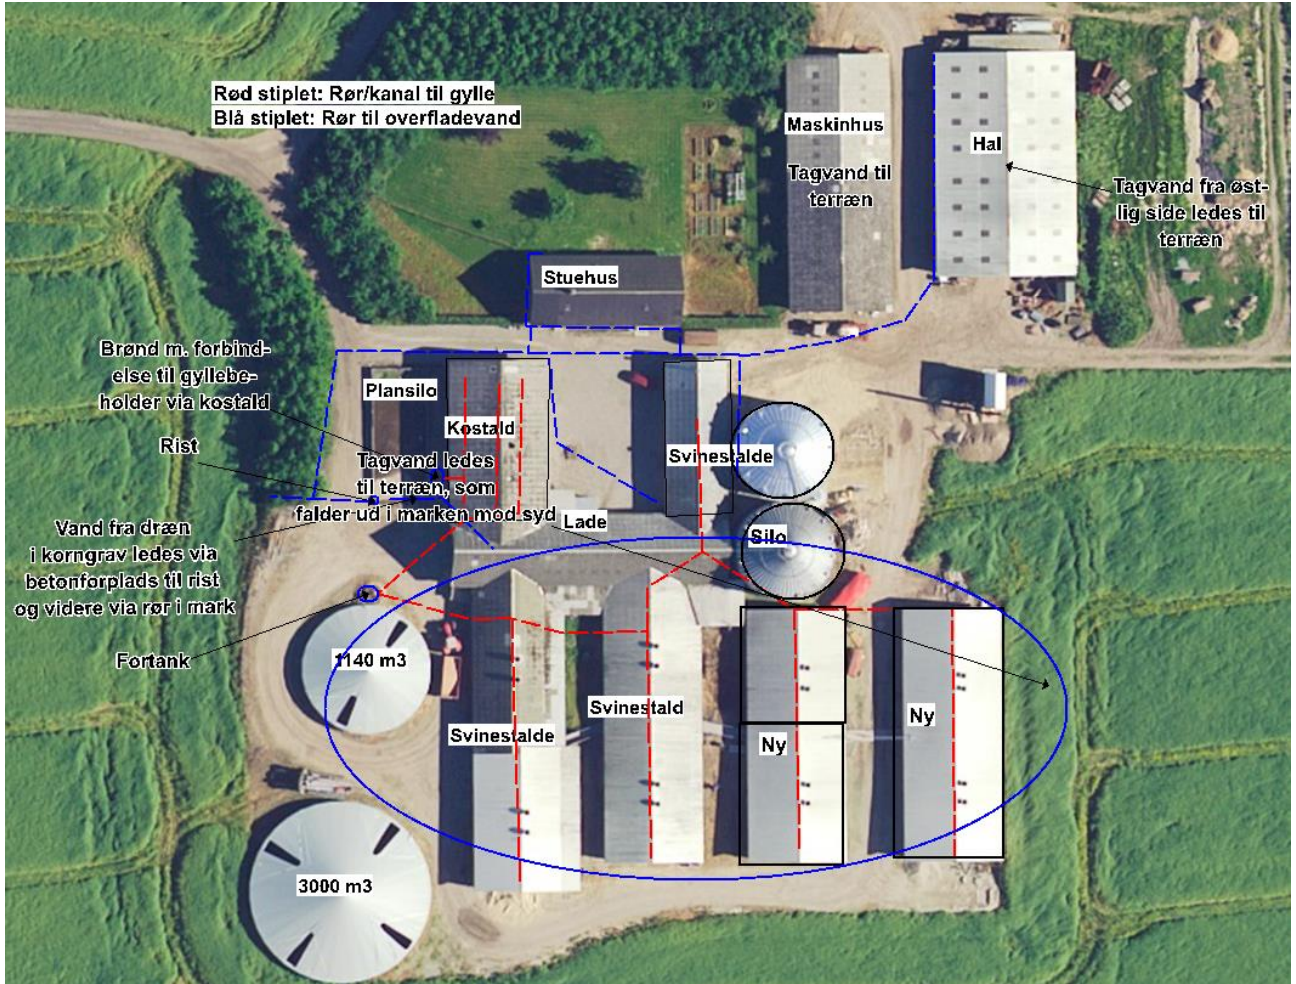 Rød stiplet: Rør/kanal til gylle
Blå stiplet: Rør til overfladevand
Maskinhus
Tagvand til
terræn
Hal
Tagvand fra øst-
lig side ledes til
terræn
Stuehus
Brønd m. forbind-
else til gyllebe-
holder via kostald
Plansilo
Kostald
Rist
Tagvand ledes
til terræn, som
falder ud i marken mod syd
Svinestalde
Lade
Silo
Vand fra dræn
i korngrav ledes via
betonforplads til rist
og videre via rør i mark
Fortank
1140 m3
Svinestalde
Svinestald
Ny
Ny
3000 m3